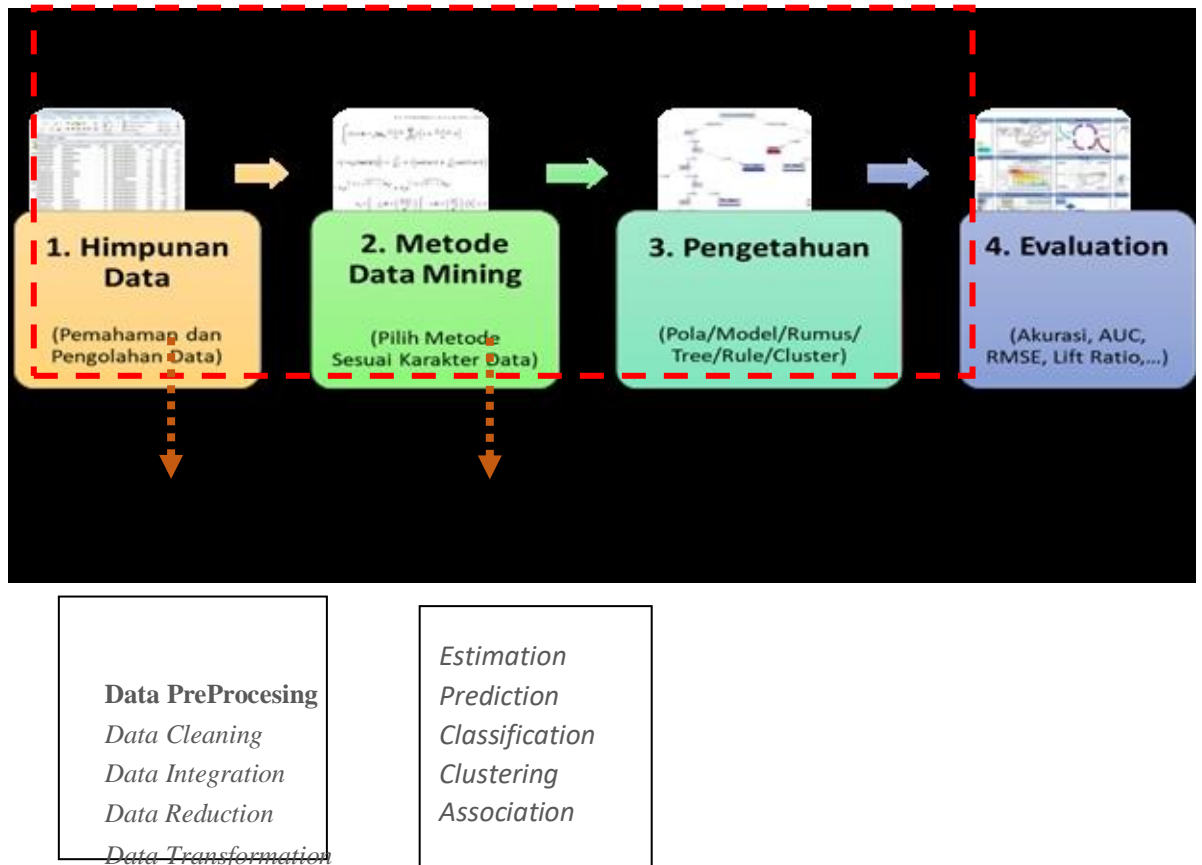 1. Himpunan
Data
(Pemahaman dan
Pengolahan Data)
2. Metode
Data Mining
(Pilih Metode
Sesuai Karakter Data)
3. Pengetahuan
(Pola/Model/Rumus/
Tree/Rule/Cluster)
4. Evaluation
(Akurasi, AUC,
RMSE, Lift Ratio,...)
Data PreProcesing
Data Cleaning
Data Integration
Data Reduction
Data Transformation
Estimation
Prediction
Classification
Clustering
Association